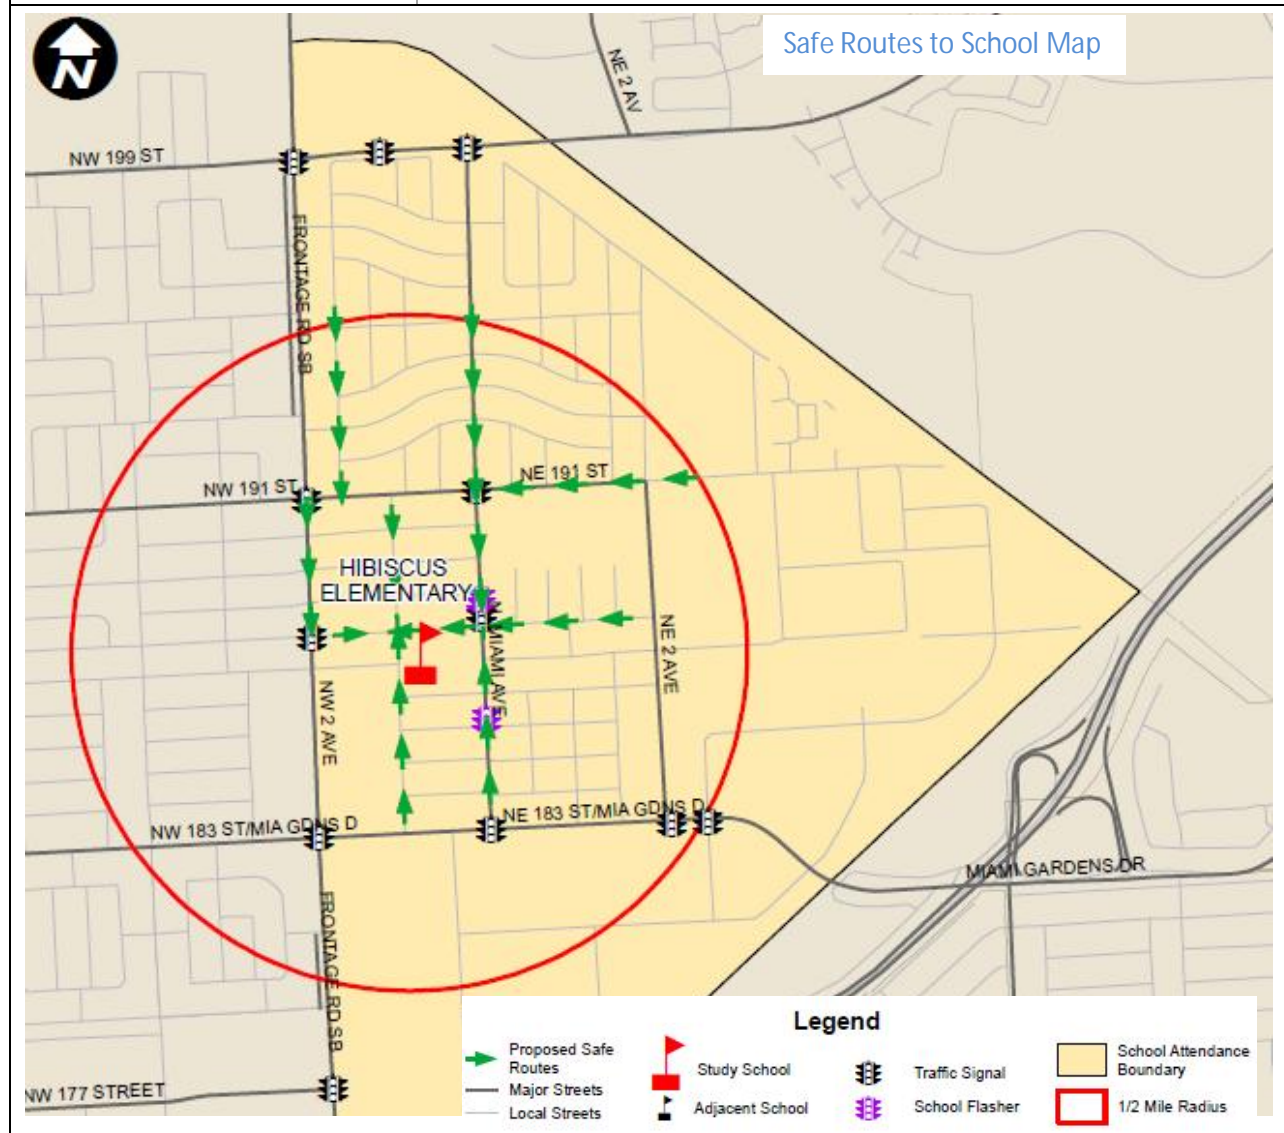 Safe Routes to School Map
N
NE 2 AV
NW 199 ST
FRONTAGE RD SB
NW 191 ST
NE 191 ST
HIBISCUS
ELEMENTARY
N MIAMI AVE
NE 2 AVE
NW 2 AVE
NW 183 ST/MIA GDNS D
NE 183 ST/MIA GDNS D
MIAMI GARDENS DR
FRONTAGE RD SB
NW 177 STREET
Legend
Proposed Safe
Routes
Major Streets
Local Streets
Study School
Adjacent School
Traffic Signal
School Flasher
School Attendance
Boundary
1/2 Mile Radius